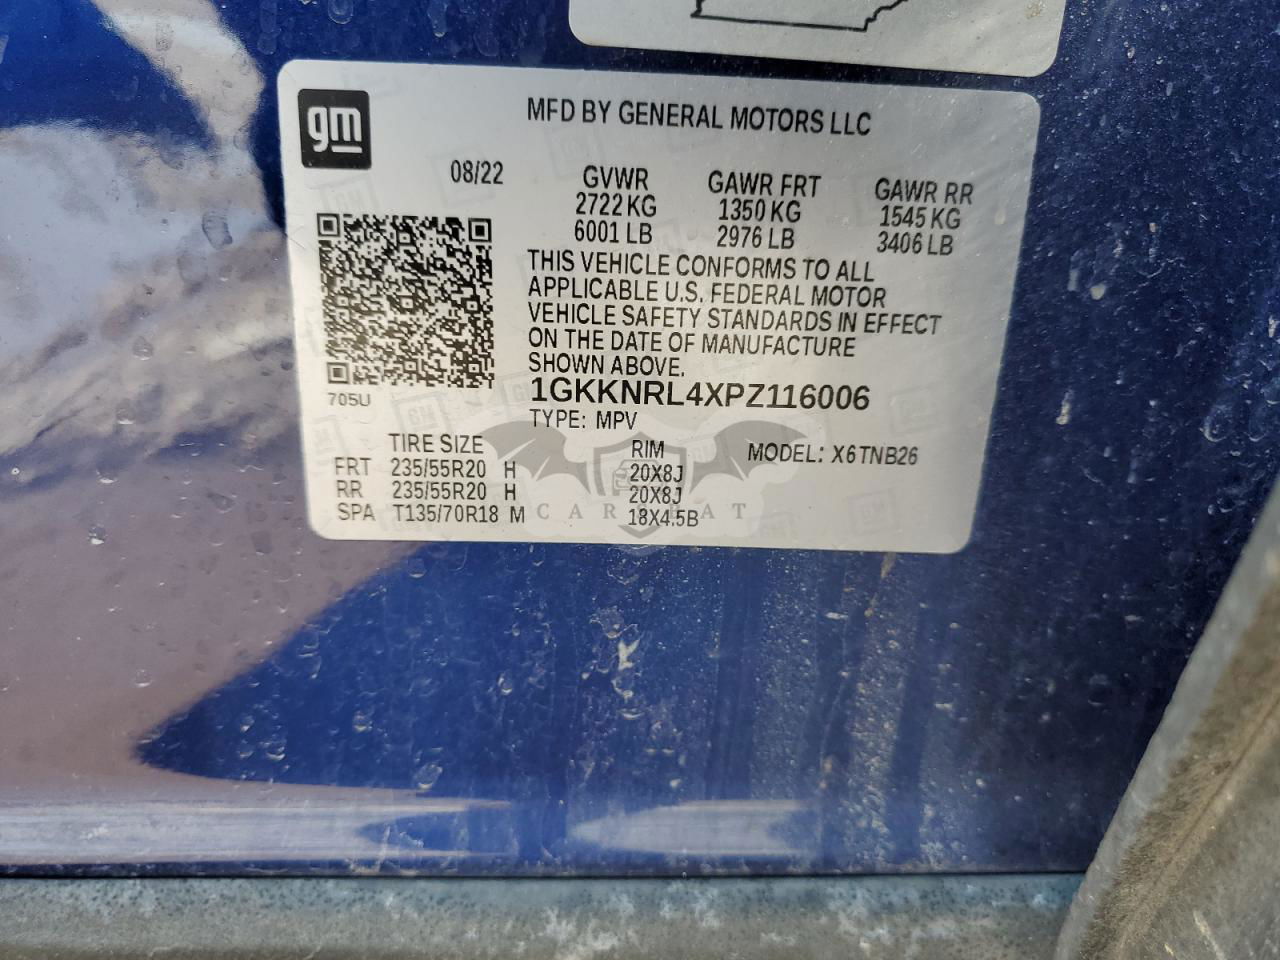 gm
MFD BY GENERAL MOTORS LLC
08/22
GVWR GAWR FRT GAWR RR
2722 KG 1350 KG 1545 KG
6001 LB 2976 LB 3406 LB
THIS VEHICLE CONFORMS TO ALL
APPLICABLE U.S. FEDERAL MOTOR
VEHICLE SAFETY STANDARDS IN EFFECT
ON THE DATE OF MANUFACTURE
SHOWN ABOVE.
705U
1GKKNRL4XPZ116006
TYPE: MPV
TIRE SIZE RIM MODEL: X6TNB26
FRT 235/55R20 H 20X8J
RR 235/55R20 H 20X8J
SPA T135/70R18 M 18X4.5B
CARSBAT